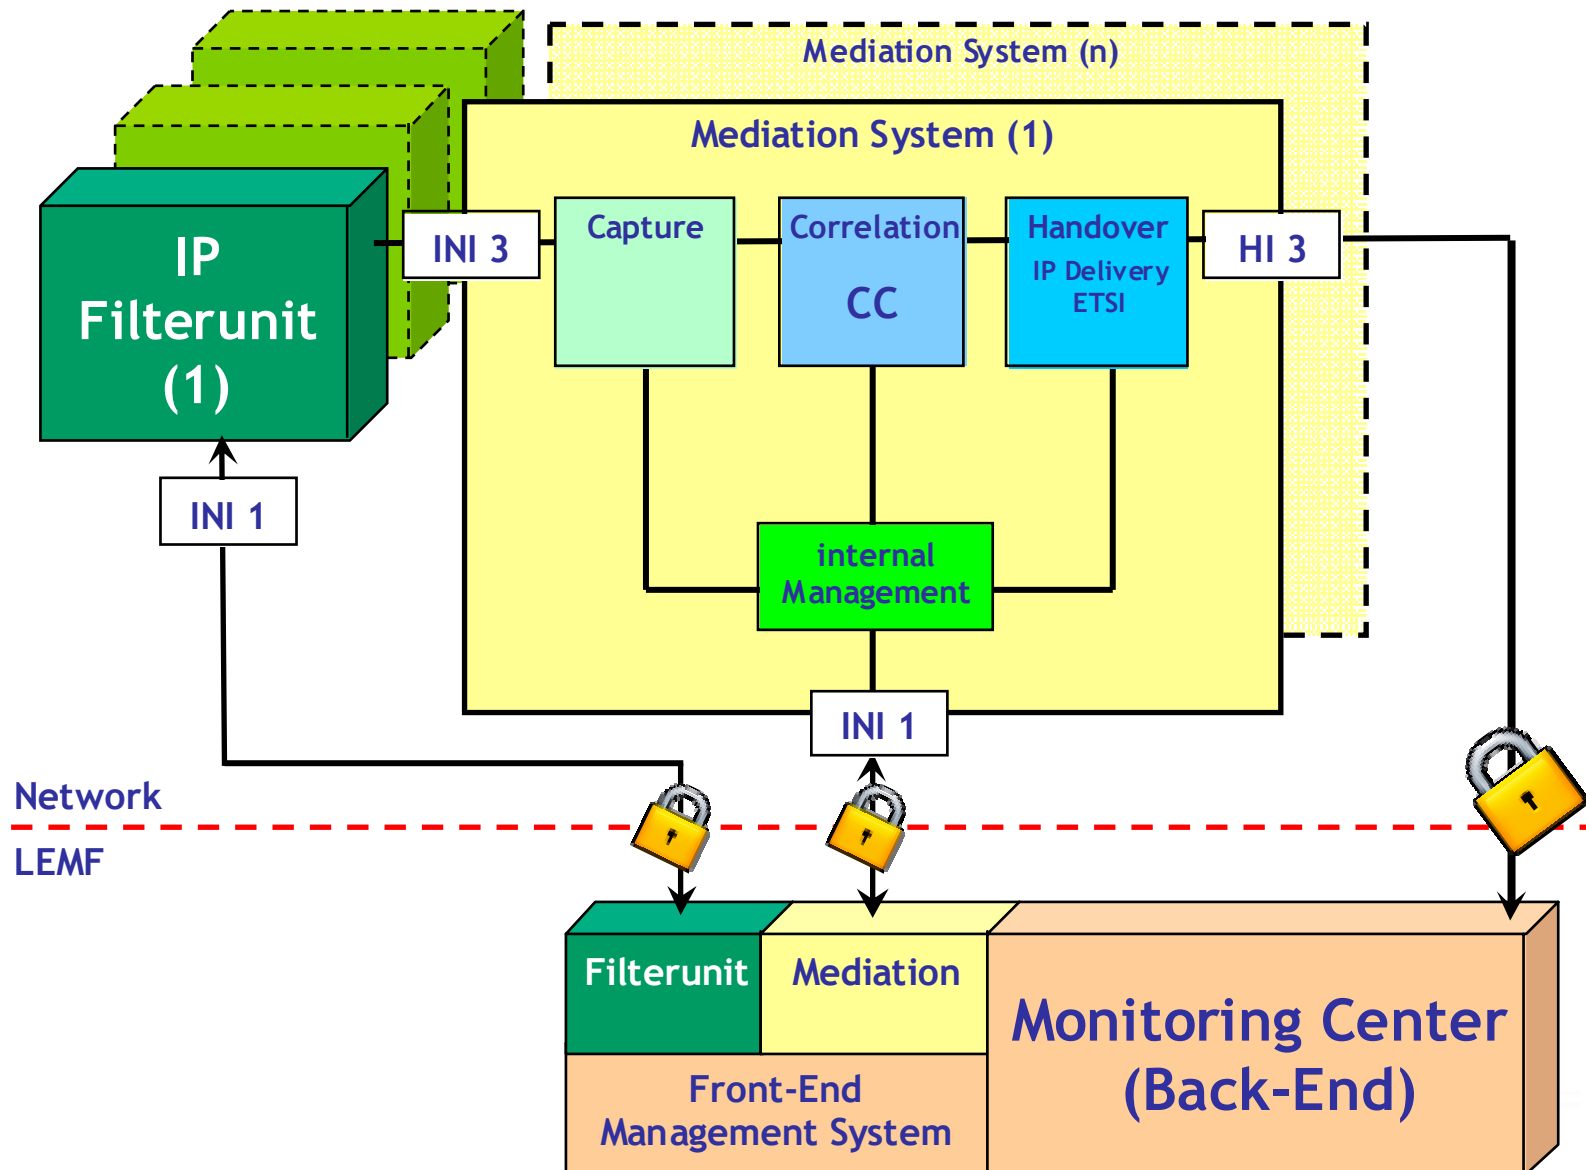 Mediation System (n)
Mediation System (1)
IP
Filterunit
(1)
INI 3
Capture
Correlation
CC
Handover
IP Delivery
ETSI
HI 3
INI 1
internal
Management
INI 1
Network
LEMF
Filterunit
Mediation
Front-End
Management System
Monitoring Center
(Back-End)